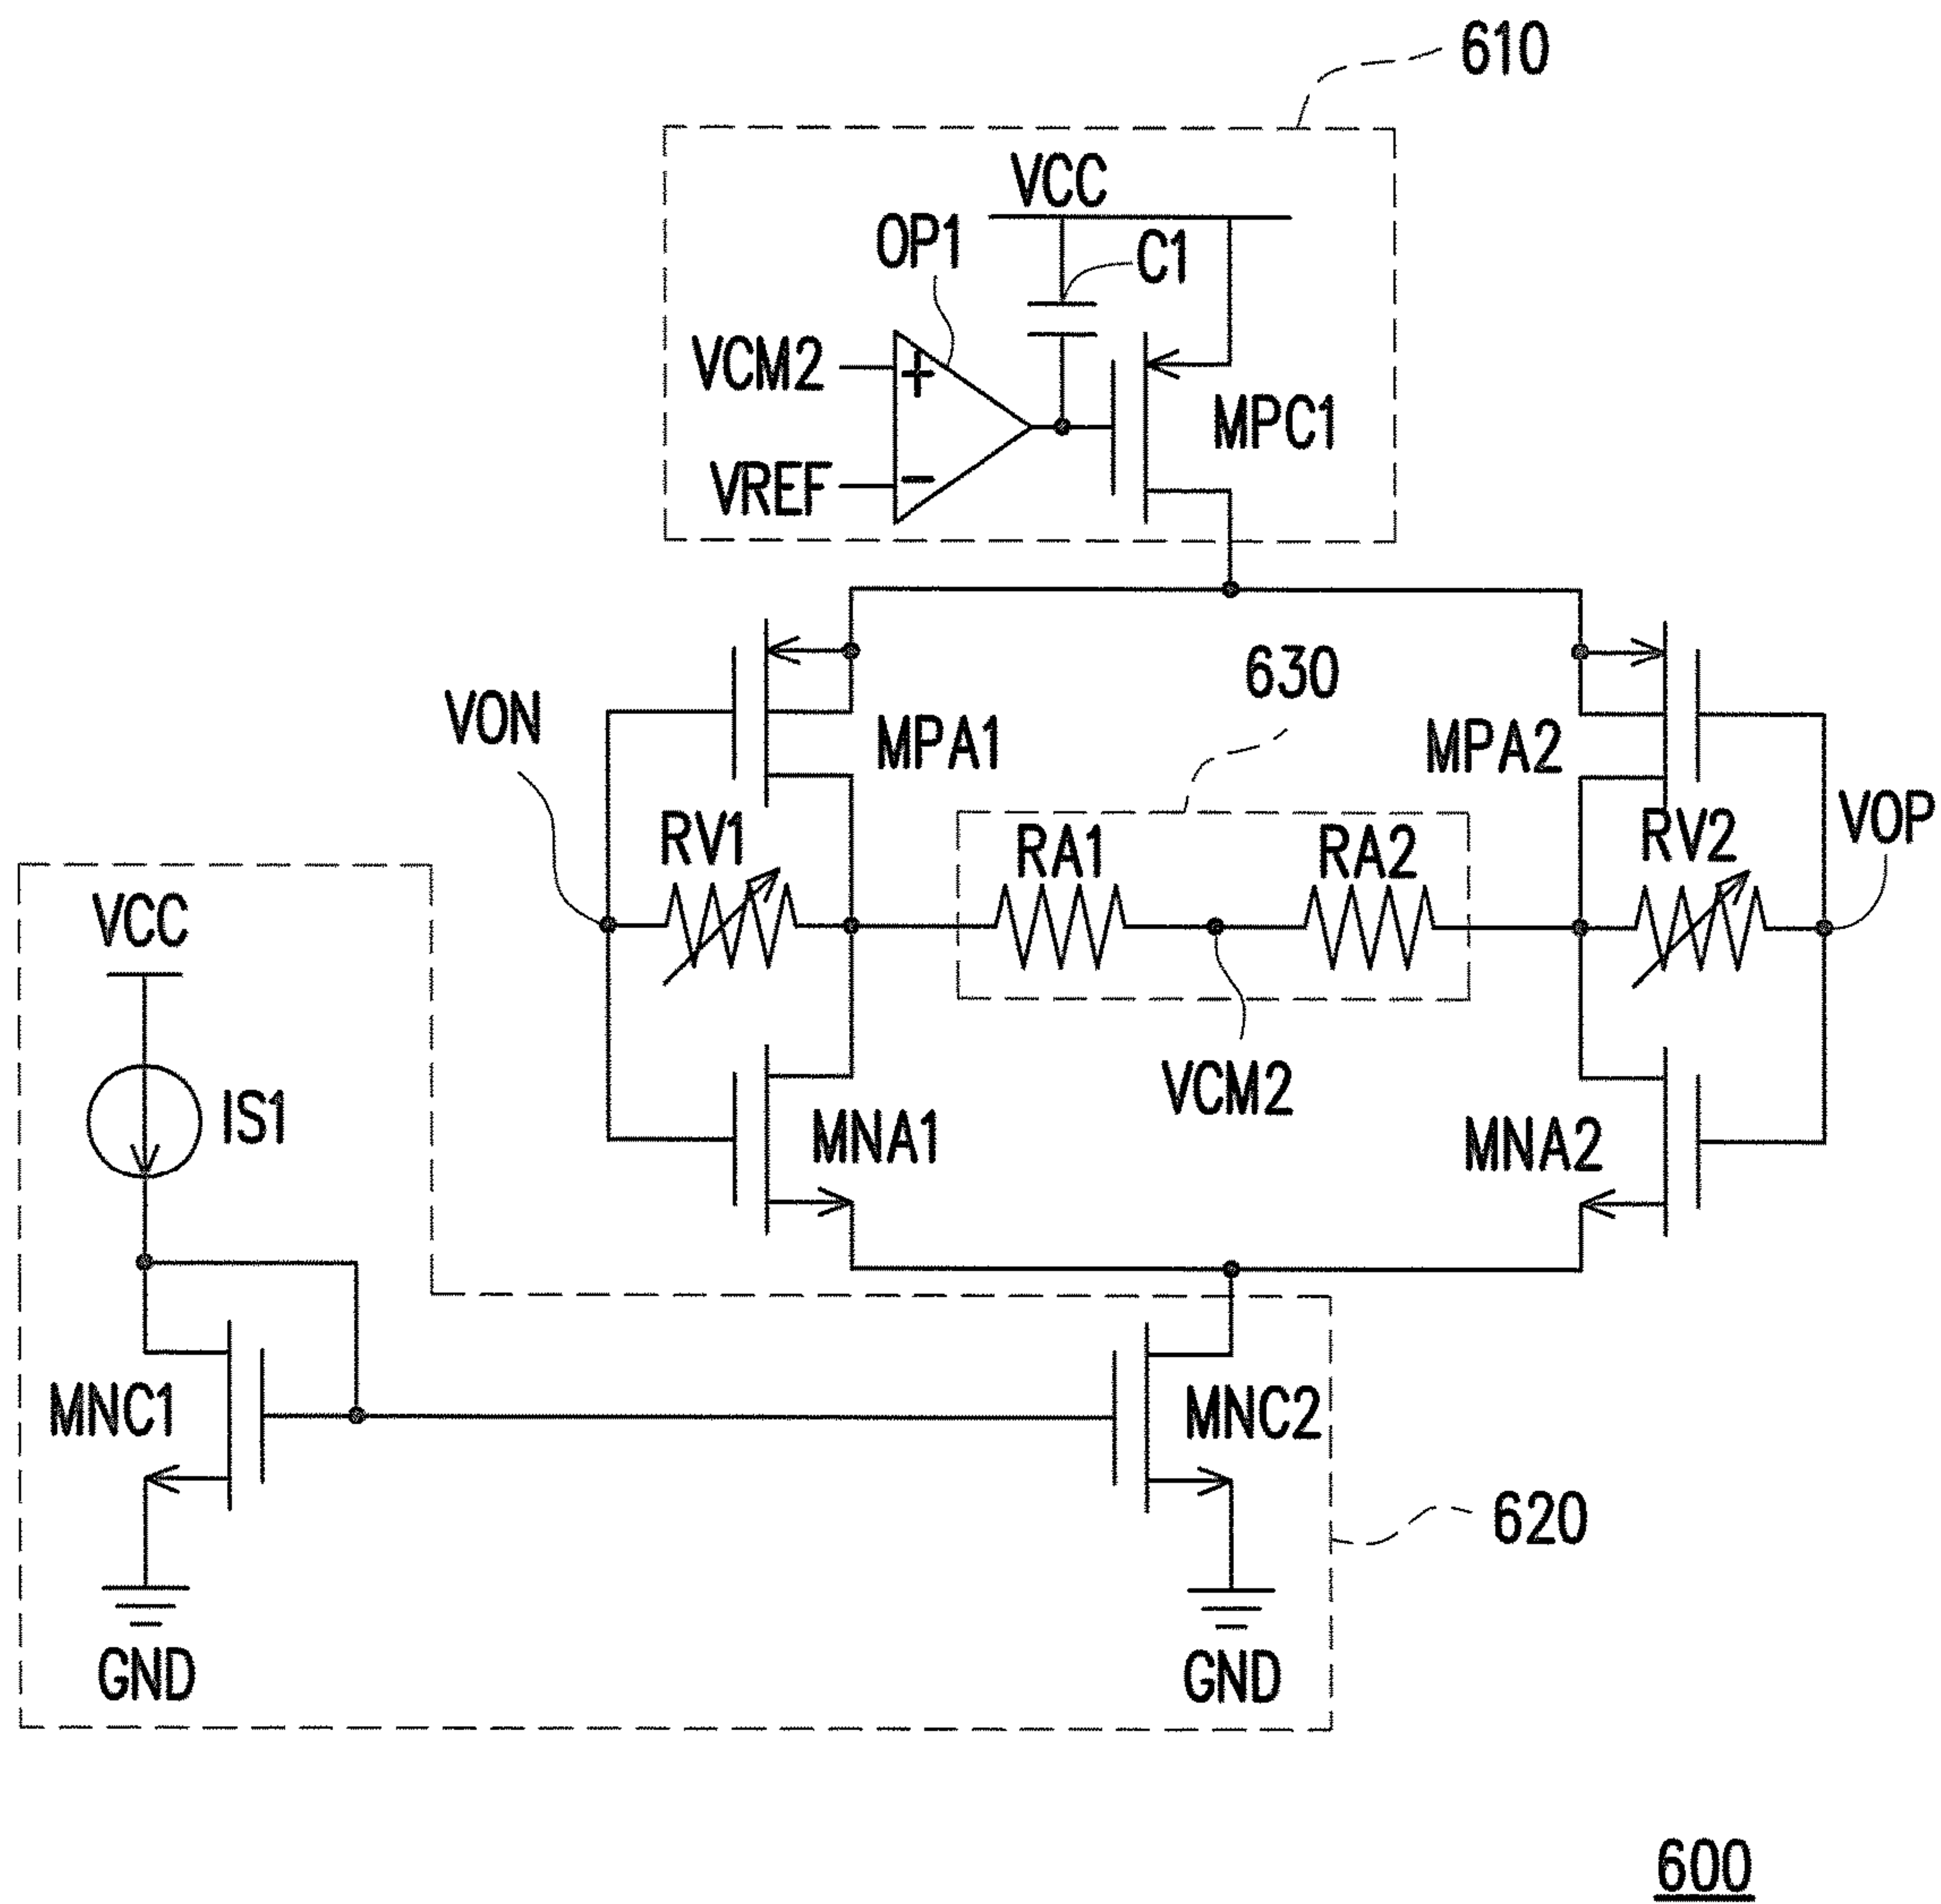 610
VCC
OP1
C1
VCM2
+
MPC1
VREF
−
630
VON
MPA1
MPA2
VOP
RV1
RA1
RA2
RV2
VCC
VCM2
IS1
MNA1
MNA2
MNC1
MNC2
620
GND
GND
600